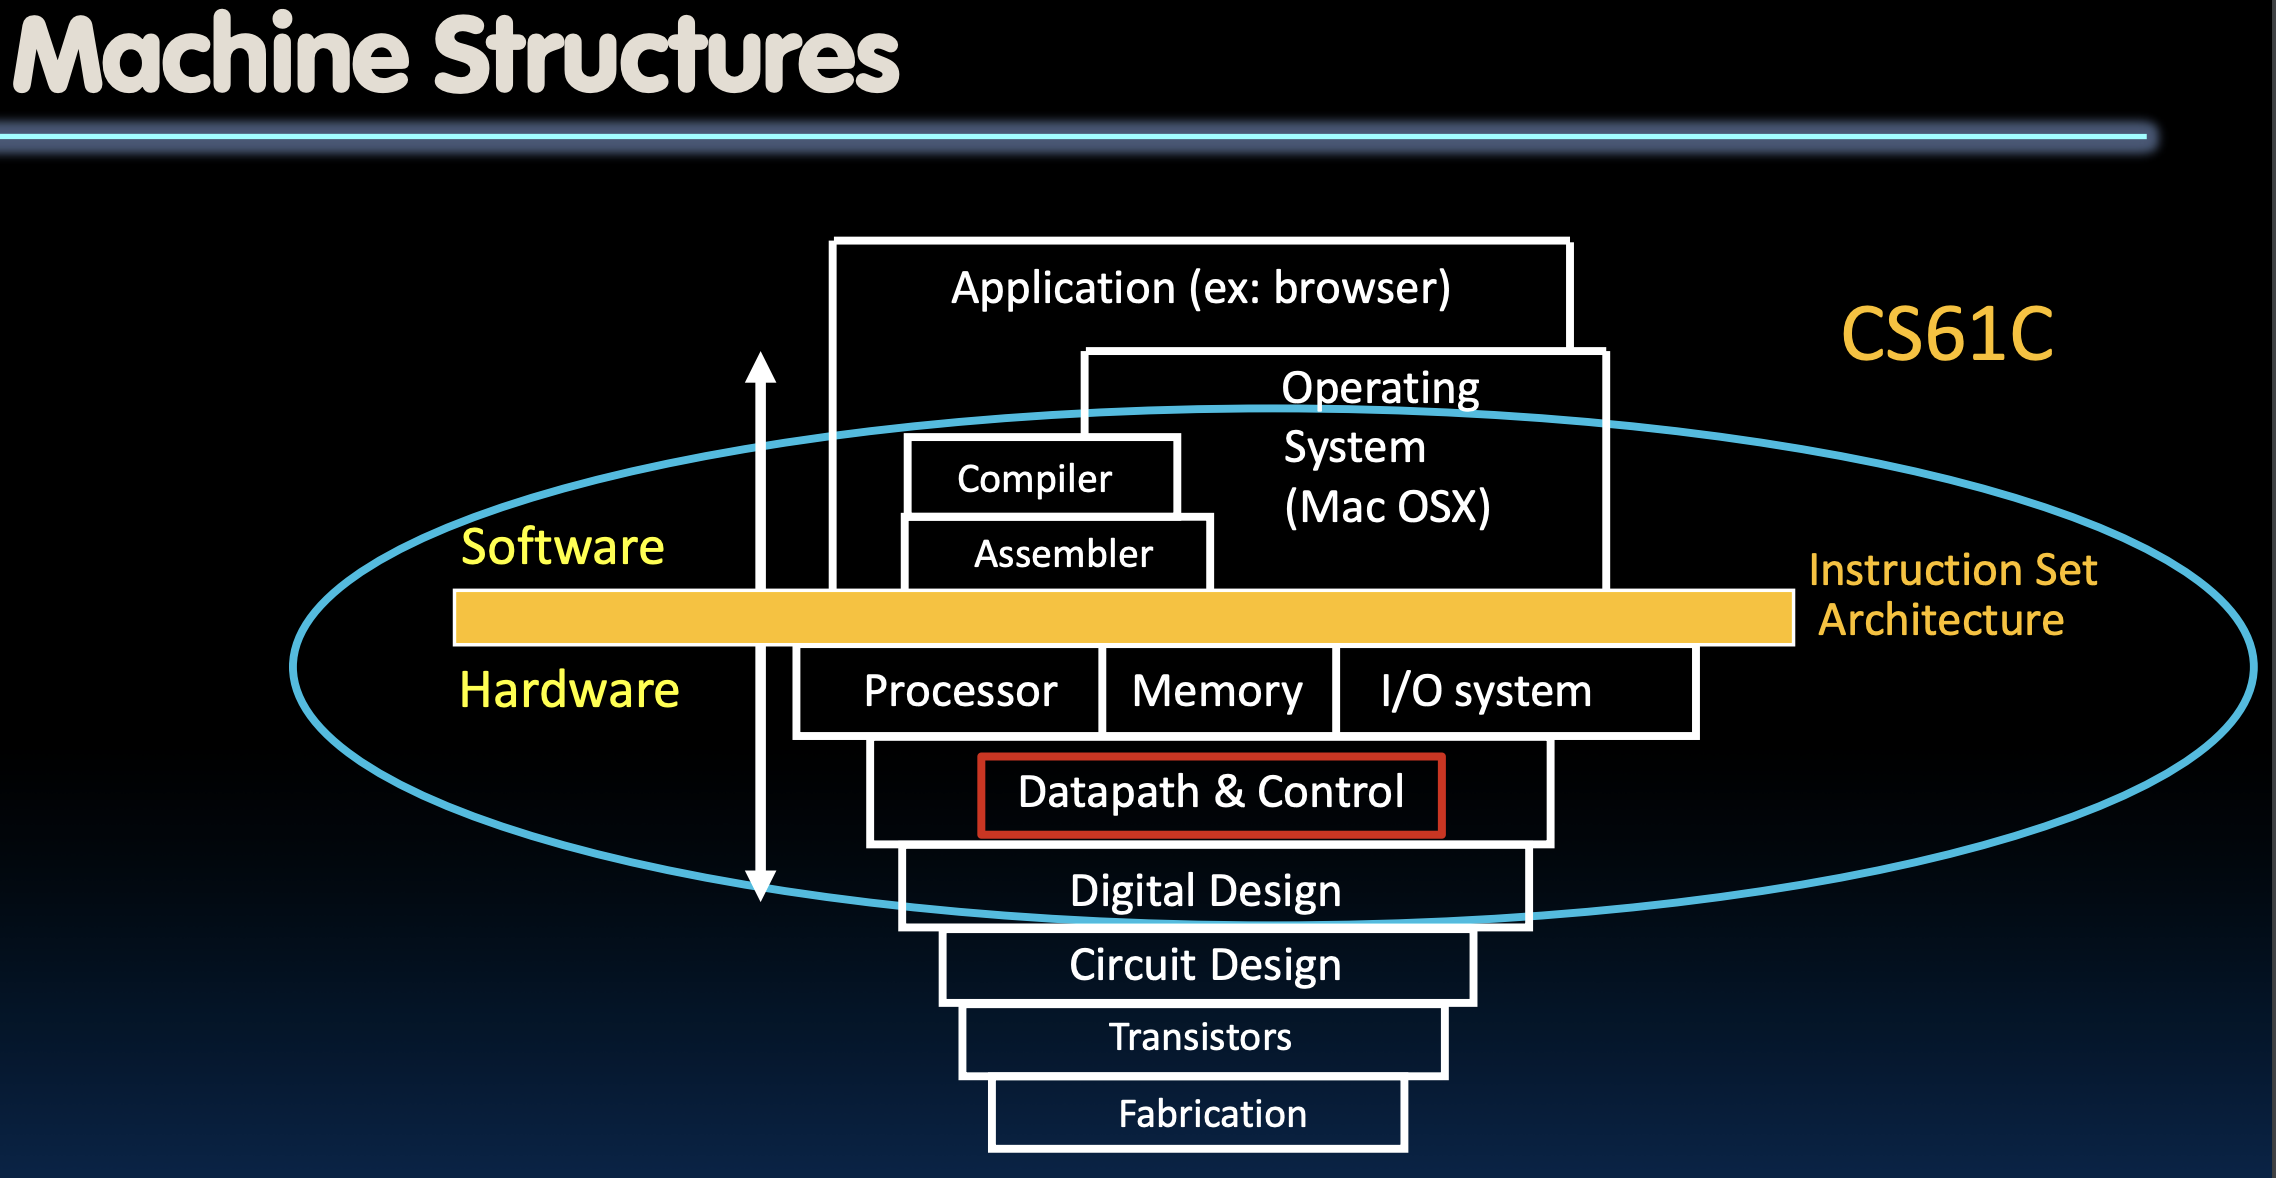 Machine Structures
Application (ex: browser)
CS61C
Operating
System
(Mac OSX)
Compiler
Assembler
Software
Instruction Set
Architecture
Hardware
Processor
Memory
I/O system
Datapath & Control
Digital Design
Circuit Design
Transistors
Fabrication